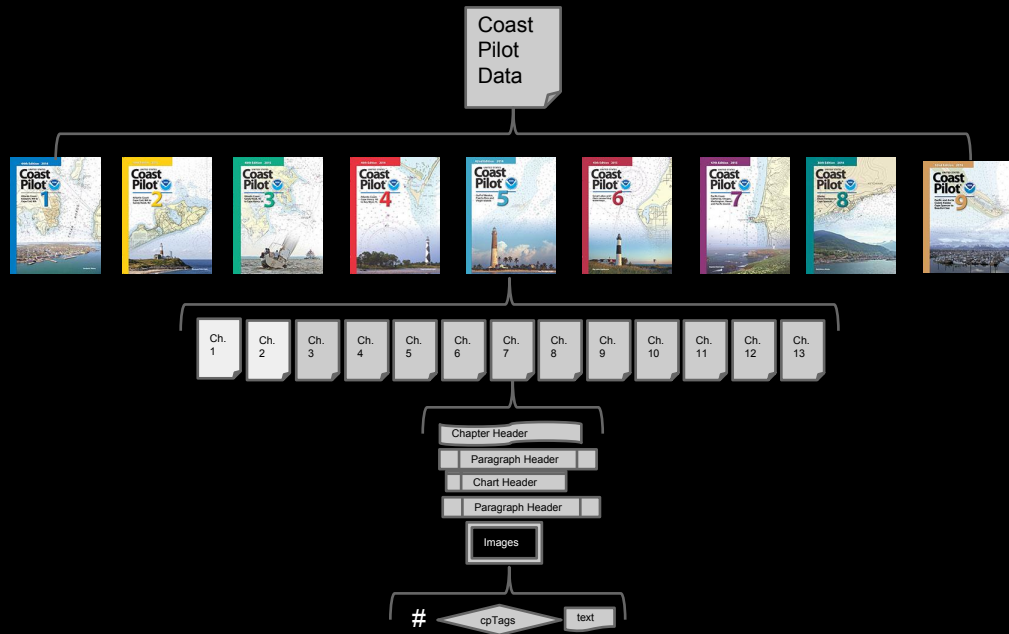 Coast
Pilot
Data
Coast
Pilot
1
Coast
Pilot
2
Coast
Pilot
3
Coast
Pilot
4
Coast
Pilot
5
Coast
Pilot
6
Coast
Pilot
7
Coast
Pilot
8
Coast
Pilot
9
Ch.
1
Ch.
2
Ch.
3
Ch.
4
Ch.
5
Ch.
6
Ch.
7
Ch.
8
Ch.
9
Ch.
10
Ch.
11
Ch.
12
Ch.
13
Chapter Header
Paragraph Header
Chart Header
Paragraph Header
Images
# cpTags text